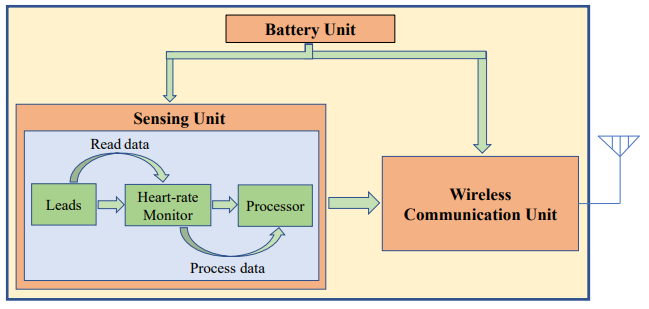 Battery Unit
Sensing Unit
Read data
Leads
Heart-rate
Monitor
Processor
Process data
Wireless
Communication Unit